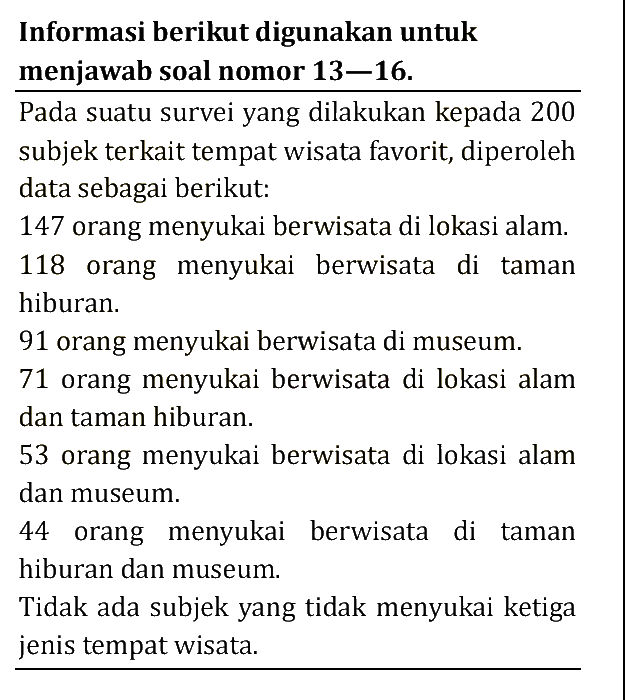 Informasi berikut digunakan untuk
menjawab soal nomor 13—16.
Pada suatu survei yang dilakukan kepada 200
subjek terkait tempat wisata favorit, diperoleh
data sebagai berikut:
147 orang menyukai berwisata di lokasi alam.
118 orang menyukai berwisata di taman
hiburan.
91 orang menyukai berwisata di museum.
71 orang menyukai berwisata di lokasi alam
dan taman hiburan.
53 orang menyukai berwisata di lokasi alam
dan museum.
44 orang menyukai berwisata di taman
hiburan dan museum.
Tidak ada subjek yang tidak menyukai ketiga
jenis tempat wisata.